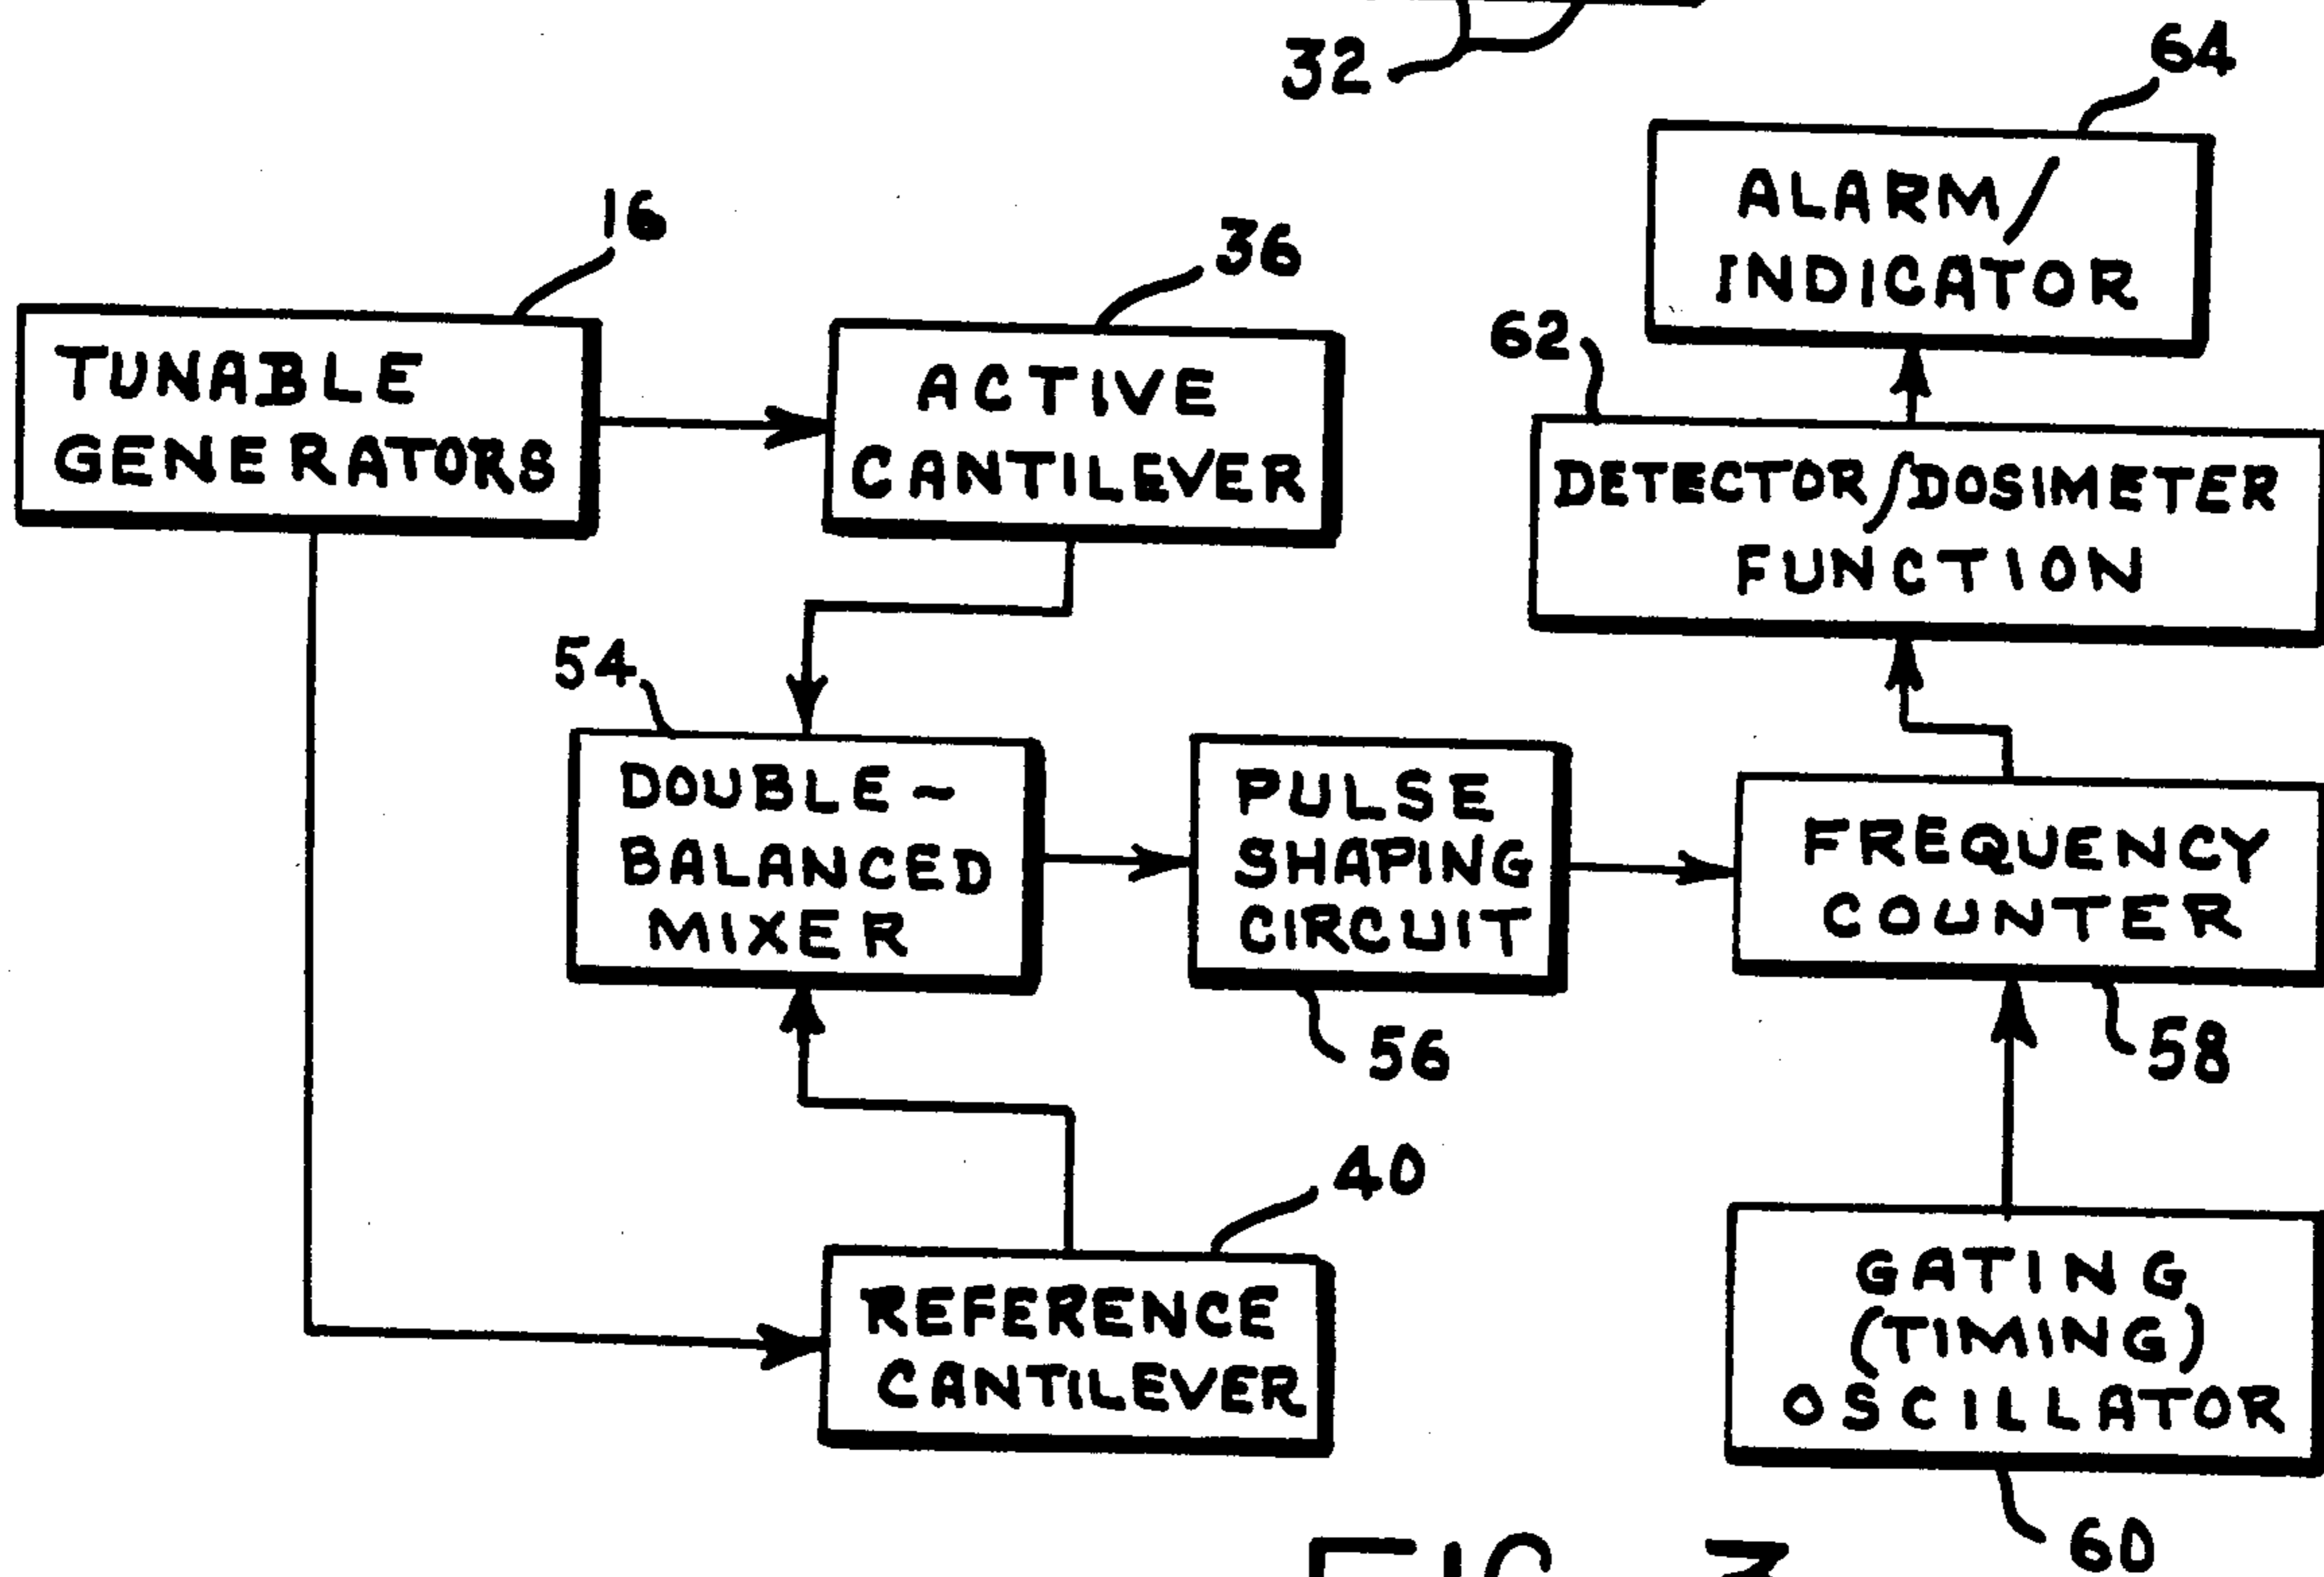 32
64
ALARM/
INDICATOR
16
36
62
TUNABLE
GENERATORS
ACTIVE
CANTILEVER
DETECTOR/DOSIMETER
FUNCTION
54
DOUBLE-
BALANCED
MIXER
PULSE
SHAPING
CIRCUIT
FREQUENCY
COUNTER
56
58
40
REFERENCE
CANTILEVER
GATING
(TIMING)
OSCILLATOR
60